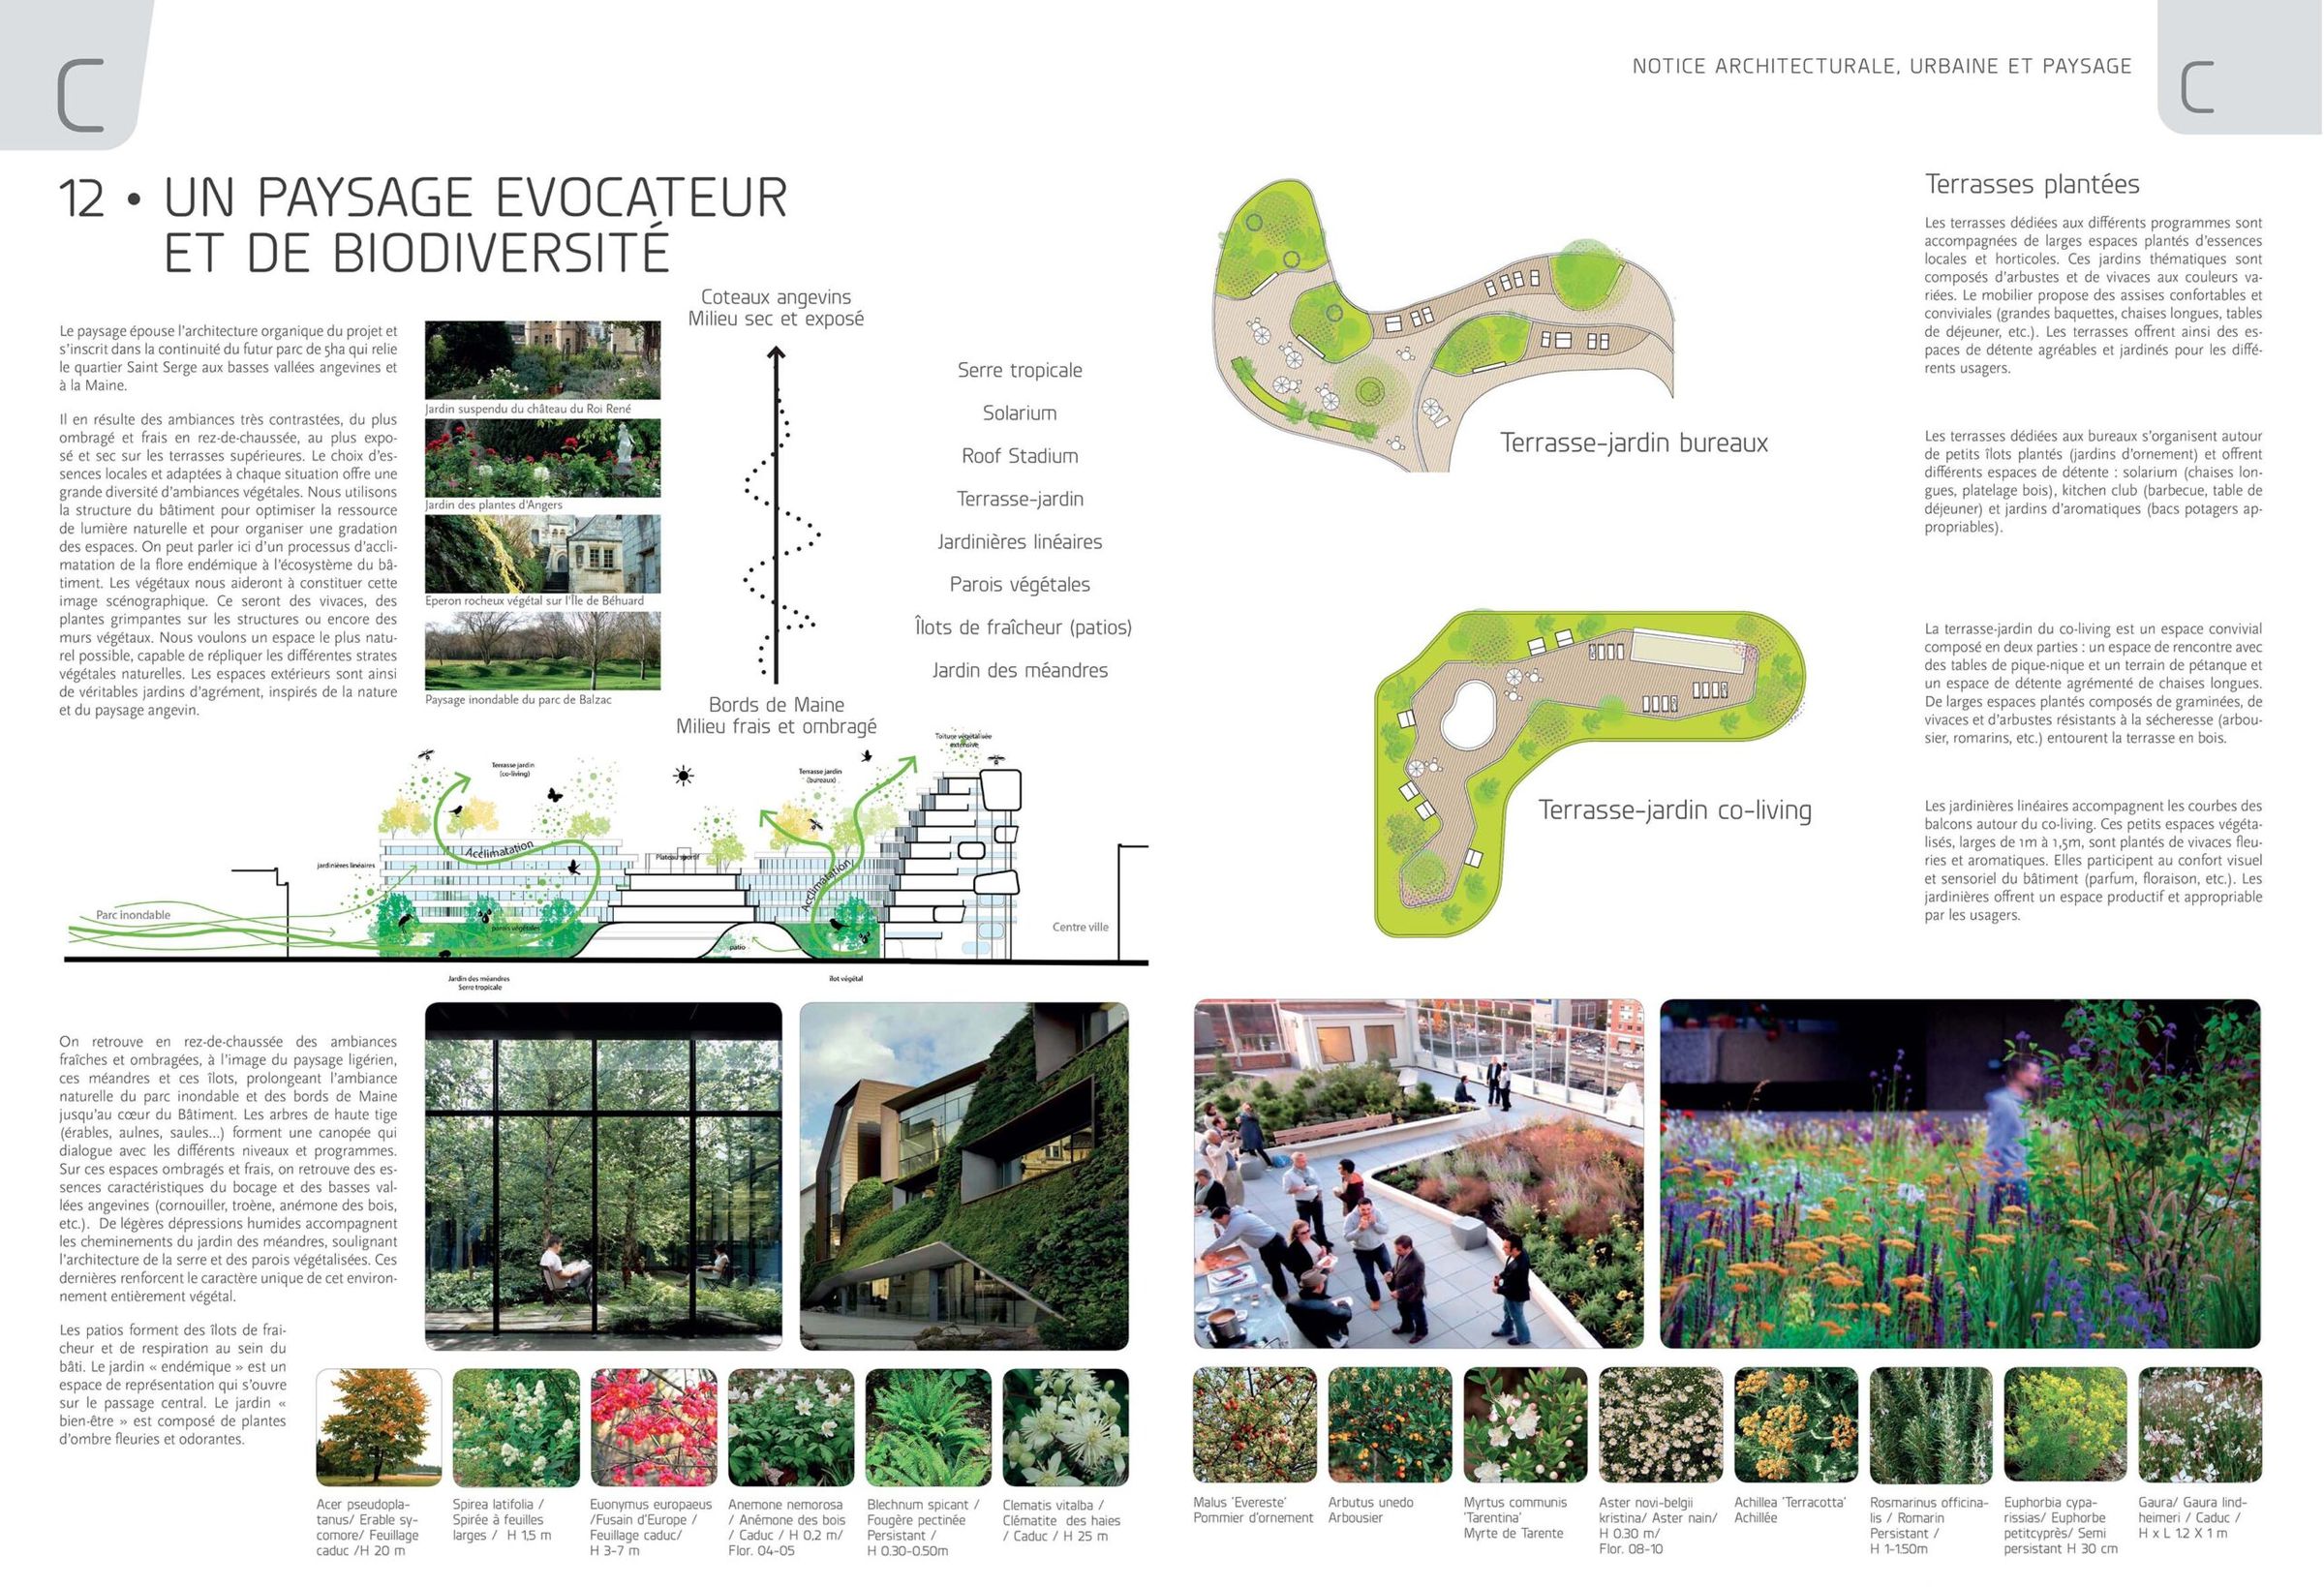 C
NOTICE ARCHITECTURALE, URBAINE ET PAYSAGE
C
12 • UN PAYSAGE EVOCATEUR
ET DE BIODIVERSITÉ
Le paysage épouse l'architecture organique du projet et
s'inscrit dans la continuité du futur parc de sha qui relie
le quartier Saint Serge aux basses vallées angevines et
à la Maine.
Il en résulte des ambiances très contrastées, du plus
ombragé et frais en rez-de-chaussée, au plus expo-
sé et sec sur les terrasses supérieures. Le choix d'es-
sences locales et adaptées à chaque situation offre une
grande diversité d'ambiances végétales. Nous utilisons
la structure du bâtiment pour optimiser la ressource
de lumière naturelle et pour organiser une gradation
des espaces. On peut parler ici d'un processus d'accli-
matation de la flore endémique à l'écosystème du bâ-
timent. Les végétaux nous aideront à constituer cette
image scénographique. Ce seront des vivaces, des
plantes grimpantes sur les structures ou encore des
murs végétaux. Nous voulons un espace le plus natu-
rel possible, capable de répliquer les différentes strates
végétales naturelles. Les espaces extérieurs sont ainsi
de véritables jardins d'agrément, inspirés de la nature
et du paysage angevin.
Jardin suspendu du château du Roi René
Jardin des plantes d'Angers
Eperon rocheux végétal sur l'Île de Béhuard
Paysage inondable du parc de Balzac
Coteaux angevins
Milieu sec et exposé
Serre tropicale
Solarium
Roof Stadium
Terrasse-jardin
Jardinières linéaires
Parois végétales
Îlots de fraîcheur (patios)
Jardin des méandres
Bords de Maine
Milieu frais et ombragé
Toiture végétalisée
extensive
Terrasse jardin
(co-living)
Terrasse jardin
(bureaux)
Acclimatation
Plateau sportif
jardinières linéaires
Acclimatation
Parc inondable
parois végétales
patio
Centre ville
Jardin des méandres
Serre tropicale
îlot végétal
On retrouve en rez-de-chaussée des ambiances
fraîches et ombragées, à l'image du paysage ligérien,
ces méandres et ces îlots, prolongeant l'ambiance
naturelle du parc inondable et des bords de Maine
jusqu'au cœur du Bâtiment. Les arbres de haute tige
(érables, aulnes, saules...) forment une canopée qui
dialogue avec les différents niveaux et programmes.
Sur ces espaces ombragés et frais, on retrouve des es-
sences caractéristiques du bocage et des basses val-
lées angevines (cornouiller, troène, anémone des bois,
etc.). De légères dépressions humides accompagnent
les cheminements du jardin des méandres, soulignant
l'architecture de la serre et des parois végétalisées. Ces
dernières renforcent le caractère unique de cet environ-
nement entièrement végétal.
Les patios forment des îlots de frai-
cheur et de respiration au sein du
bâti. Le jardin « endémique » est un
espace de représentation qui s'ouvre
sur le passage central. Le jardin «
bien-être » est composé de plantes
d'ombre fleuries et odorantes.
Acer pseudopla-
tanus/ Erable sy-
comore/ Feuillage
caduc /H 20 m
Spirea latifolia /
Spirée à feuilles
larges / H 1,5 m
Euonymus europaeus
/Fusain d'Europe /
Feuillage caduc/
H 3-7 m
Anemone nemorosa
/ Anémone des bois
/ Caduc / H 0,2 m/
Flor. 04-05
Blechnum spicant /
Fougère pectinée
Persistant /
H 0.30-0.50m
Clematis vitalba /
Clématite des haies
/ Caduc / H 25 m
Terrasse-jardin bureaux
Terrasse-jardin co-living
Terrasses plantées
Les terrasses dédiées aux différents programmes sont
accompagnées de larges espaces plantés d'essences
locales et horticoles. Ces jardins thématiques sont
composés d'arbustes et de vivaces aux couleurs va-
riées. Le mobilier propose des assises confortables et
conviviales (grandes baquettes, chaises longues, tables
de déjeuner, etc.). Les terrasses offrent ainsi des es-
paces de détente agréables et jardinés pour les diffé-
rents usagers.
Les terrasses dédiées aux bureaux s'organisent autour
de petits îlots plantés (jardins d'ornement) et offrent
différents espaces de détente : solarium (chaises lon-
gues, platelage bois), kitchen club (barbecue, table de
déjeuner) et jardins d'aromatiques (bacs potagers ap-
propriables).
La terrasse-jardin du co-living est un espace convivial
composé en deux parties : un espace de rencontre avec
des tables de pique-nique et un terrain de pétanque et
un espace de détente agrémenté de chaises longues.
De larges espaces plantés composés de graminées, de
vivaces et d'arbustes résistants à la sécheresse (arbou-
sier, romarins, etc.) entourent la terrasse en bois.
Les jardinières linéaires accompagnent les courbes des
balcons autour du co-living. Ces petits espaces végéta-
lisés, larges de 1m à 1,5m, sont plantés de vivaces fleu-
ries et aromatiques. Elles participent au confort visuel
et sensoriel du bâtiment (parfum, floraison, etc.). Les
jardinières offrent un espace productif et appropriable
par les usagers.
Malus 'Evereste'
Pommier d'ornement
Arbutus unedo
Arbousier
Myrtus communis
'Tarentina'
Myrte de Tarente
Aster novi-belgii
kristina/ Aster nain/
H 0.30 m/
Flor. 08-10
Achillea 'Terracotta'
Achillée
Rosmarinus officina-
lis / Romarin
Persistant /
H 1-1.50m
Euphorbia cypa-
rissias/ Euphorbe
petitcyprès/ Semi
persistant H 30 cm
Gaura/ Gaura lind-
heimeri / Caduc /
H x L 1.2 X 1 m